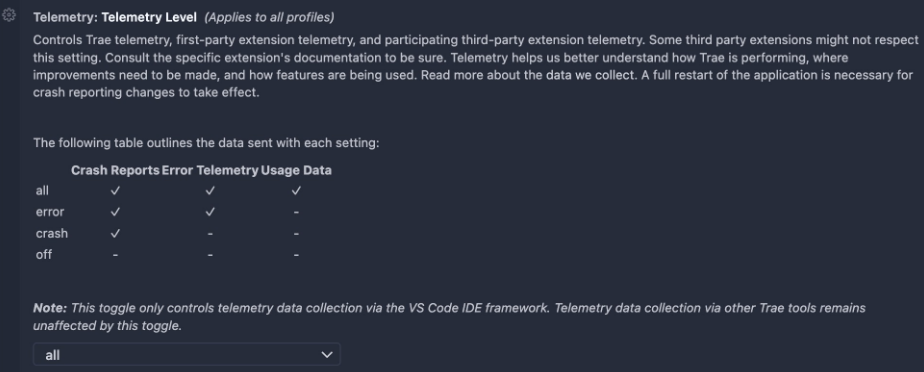 Telemetry: Telemetry Level (Applies to all profiles)
Controls Trae telemetry, first-party extension telemetry, and participating third-party extension telemetry. Some third party extensions might not respect
this setting. Consult the specific extension's documentation to be sure. Telemetry helps us better understand how Trae is performing, where
improvements need to be made, and how features are being used. Read more about the data we collect. A full restart of the application is necessary for
crash reporting changes to take effect.
The following table outlines the data sent with each setting:
Crash Reports Error Telemetry Usage Data
all ✓ ✓ ✓
error ✓ ✓ -
crash ✓ - -
off - - -
Note: This toggle only controls telemetry data collection via the VS Code IDE framework. Telemetry data collection via other Trae tools remains
unaffected by this toggle.
all